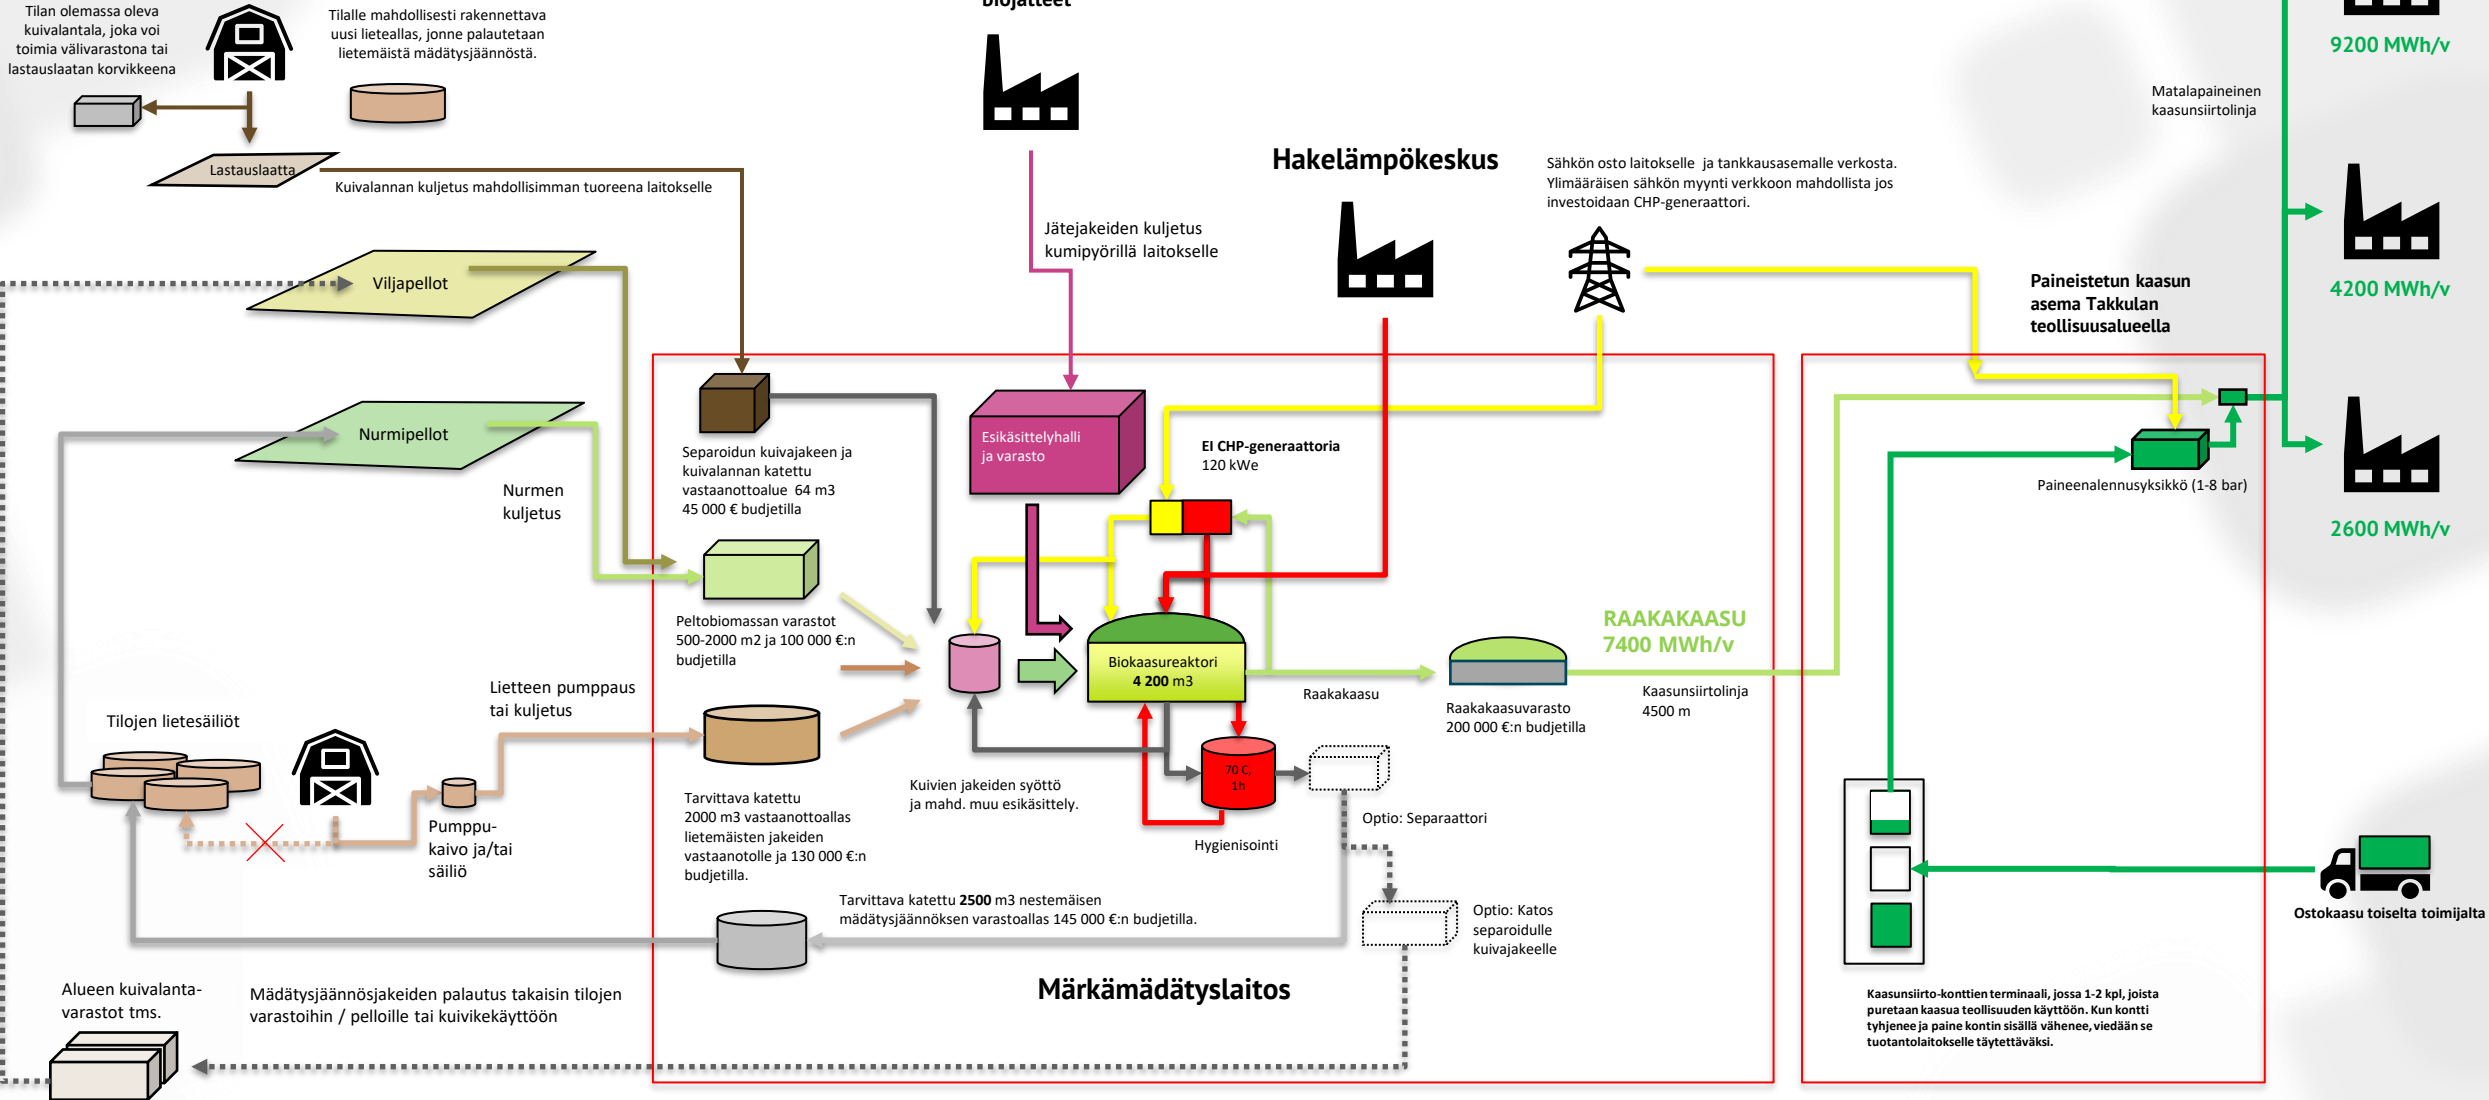 Tilan olemassa oleva
kuivalantala, joka voi
toimia välivarastona tai
lastauslaatan korvikkeena
Tilalle mahdollisesti rakennettava
uusi lieteallas, jonne palautetaan
lietemäistä mädätysjäännöstä.
biojätteet
9200 MWh/v
Matalapaineinen
kaasunsiirtolinja
Lastauslaatta
Kuivalannan kuljetus mahdollisimman tuoreena laitokselle
Hakelämpökeskus
Sähkön osto laitokselle ja tankkausasemalle verkosta.
Ylimääräisen sähkön myynti verkkoon mahdollista jos
investoidaan CHP-generaattori.
Jätejakeiden kuljetus
kumipyörillä laitokselle
Viljapellot
Paineistetun kaasun
asema Takkulan
teollisuusalueella
4200 MWh/v
Nurmipellot
Separoidun kuivajakeen ja
kuivalannan katettu
vastaanottoalue 64 m3
45 000 € budjetilla
Esikäsittelyhalli
ja varasto
EI CHP-generaattoria
120 kWe
Nurmen
kuljetus
Paineenalennusyksikkö (1-8 bar)
2600 MWh/v
Peltobiomassan varastot
500-2000 m2 ja 100 000 €:n
budjetilla
RAAKAKAASU
7400 MWh/v
Biokaasureaktori
4 200 m3
Lietteen pumppaus
tai kuljetus
Raakakaasu
Raakakaasuvarasto
200 000 €:n budjetilla
Kaasunsiirtolinja
4500 m
Tilojen lietesäiliöt
Kuivien jakeiden syöttö
ja mahd. muu esikäsittely.
70 C,
1h
Tarvittava katettu
2000 m3 vastaanottoallas
lietemäisten jakeiden
vastaanotolle ja 130 000 €:n
budjetilla.
Pumppu-
kaivo ja/tai
säiliö
Hygienisointi
Optio: Separaattori
Tarvittava katettu 2500 m3 nestemäisen
mädätysjäännöksen varastoallas 145 000 €:n budjetilla.
Optio: Katos
separoidulle
kuivajakeelle
Ostokaasu toiselta toimijalta
Märkämädätyslaitos
Alueen kuivalanta-
varastot tms.
Mädätysjäännösjakeiden palautus takaisin tilojen
varastoihin / pelloille tai kuivikekäyttöön
Kaasunsiirto-konttien terminaali, jossa 1-2 kpl, joista
puretaan kaasua teollisuuden käyttöön. Kun kontti
tyhjenee ja paine kontin sisällä vähenee, viedään se
tuotantolaitokselle täytettäväksi.